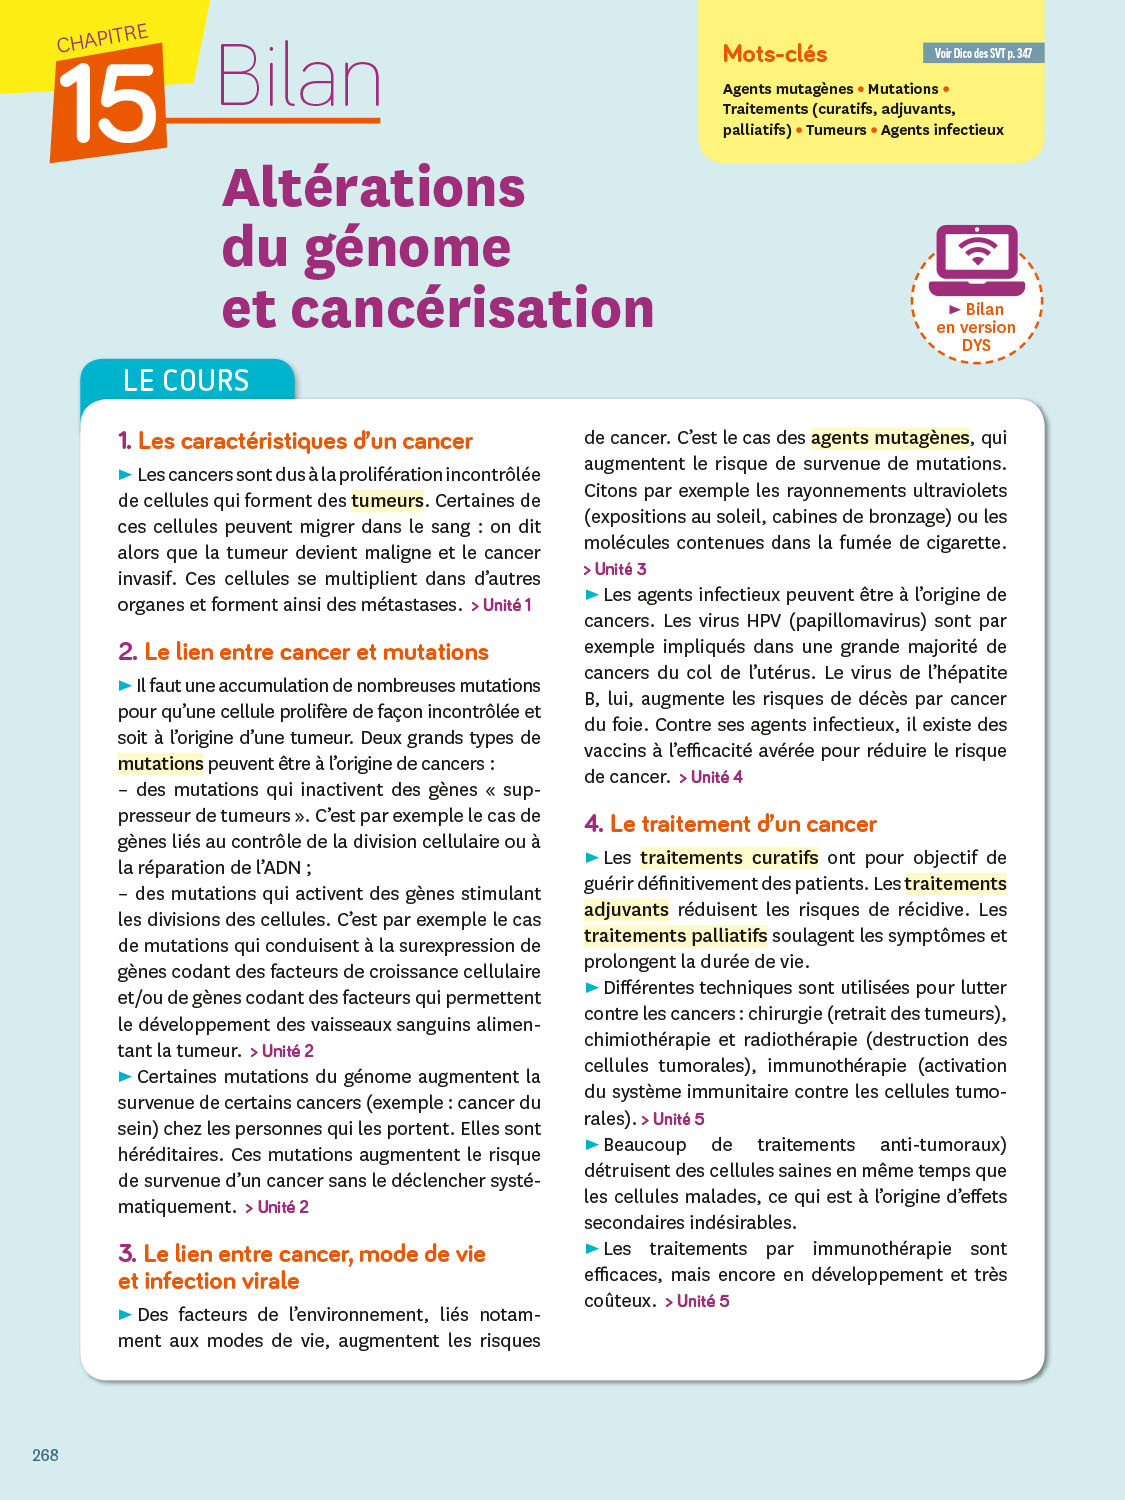 CHAPITRE
15
Bilan
Altérations
du génome
et cancérisation
Mots-clés
Voir Dico des SVT p. 347
Agents mutagènes • Mutations •
Traitements (curatifs, adjuvants,
palliatifs) • Tumeurs • Agents infectieux
► Bilan
en version
DYS
LE COURS
1. Les caractéristiques d’un cancer
► Les cancers sont dus à la prolifération incontrôlée
de cellules qui forment des tumeurs. Certaines de
ces cellules peuvent migrer dans le sang : on dit
alors que la tumeur devient maligne et le cancer
invasif. Ces cellules se multiplient dans d’autres
organes et forment ainsi des métastases. > Unité 1
2. Le lien entre cancer et mutations
► Il faut une accumulation de nombreuses mutations
pour qu’une cellule prolifère de façon incontrôlée et
soit à l’origine d’une tumeur. Deux grands types de
mutations peuvent être à l’origine de cancers :
– des mutations qui inactivent des gènes « sup-
presseur de tumeurs ». C’est par exemple le cas de
gènes liés au contrôle de la division cellulaire ou à
la réparation de l’ADN ;
– des mutations qui activent des gènes stimulant
les divisions des cellules. C’est par exemple le cas
de mutations qui conduisent à la surexpression de
gènes codant des facteurs de croissance cellulaire
et/ou de gènes codant des facteurs qui permettent
le développement des vaisseaux sanguins alimen-
tant la tumeur. > Unité 2
► Certaines mutations du génome augmentent la
survenue de certains cancers (exemple : cancer du
sein) chez les personnes qui les portent. Elles sont
héréditaires. Ces mutations augmentent le risque
de survenue d’un cancer sans le déclencher systé-
matiquement. > Unité 2
3. Le lien entre cancer, mode de vie
et infection virale
► Des facteurs de l’environnement, liés notam-
ment aux modes de vie, augmentent les risques
de cancer. C’est le cas des agents mutagènes, qui
augmentent le risque de survenue de mutations.
Citons par exemple les rayonnements ultraviolets
(expositions au soleil, cabines de bronzage) ou les
molécules contenues dans la fumée de cigarette.
> Unité 3
► Les agents infectieux peuvent être à l’origine de
cancers. Les virus HPV (papillomavirus) sont par
exemple impliqués dans une grande majorité de
cancers du col de l’utérus. Le virus de l’hépatite
B, lui, augmente les risques de décès par cancer
du foie. Contre ses agents infectieux, il existe des
vaccins à l’efficacité avérée pour réduire le risque
de cancer. > Unité 4
4. Le traitement d’un cancer
► Les traitements curatifs ont pour objectif de
guérir définitivement des patients. Les traitements
adjuvants réduisent les risques de récidive. Les
traitements palliatifs soulagent les symptômes et
prolongent la durée de vie.
► Différentes techniques sont utilisées pour lutter
contre les cancers : chirurgie (retrait des tumeurs),
chimiothérapie et radiothérapie (destruction des
cellules tumorales), immunothérapie (activation
du système immunitaire contre les cellules tumo-
rales). > Unité 5
► Beaucoup de traitements anti-tumoraux)
détruisent des cellules saines en même temps que
les cellules malades, ce qui est à l’origine d’effets
secondaires indésirables.
► Les traitements par immunothérapie sont
efficaces, mais encore en développement et très
coûteux. > Unité 5
268